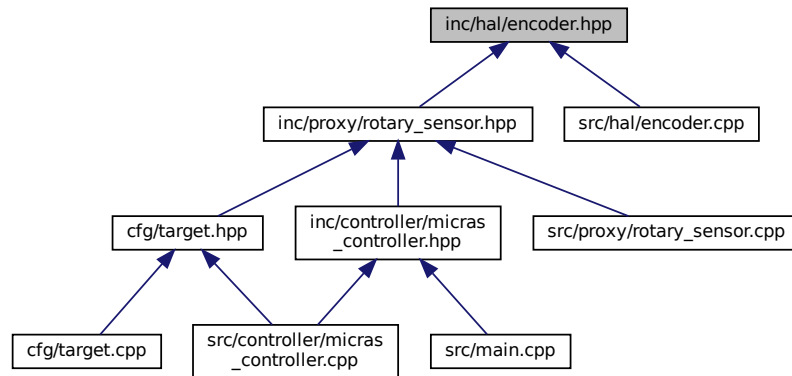 inc/hal/encoder.hpp
inc/proxy/rotary_sensor.hpp
src/hal/encoder.cpp
cfg/target.hpp
inc/controller/micras
_controller.hpp
src/proxy/rotary_sensor.cpp
cfg/target.cpp
src/controller/micras
_controller.cpp
src/main.cpp